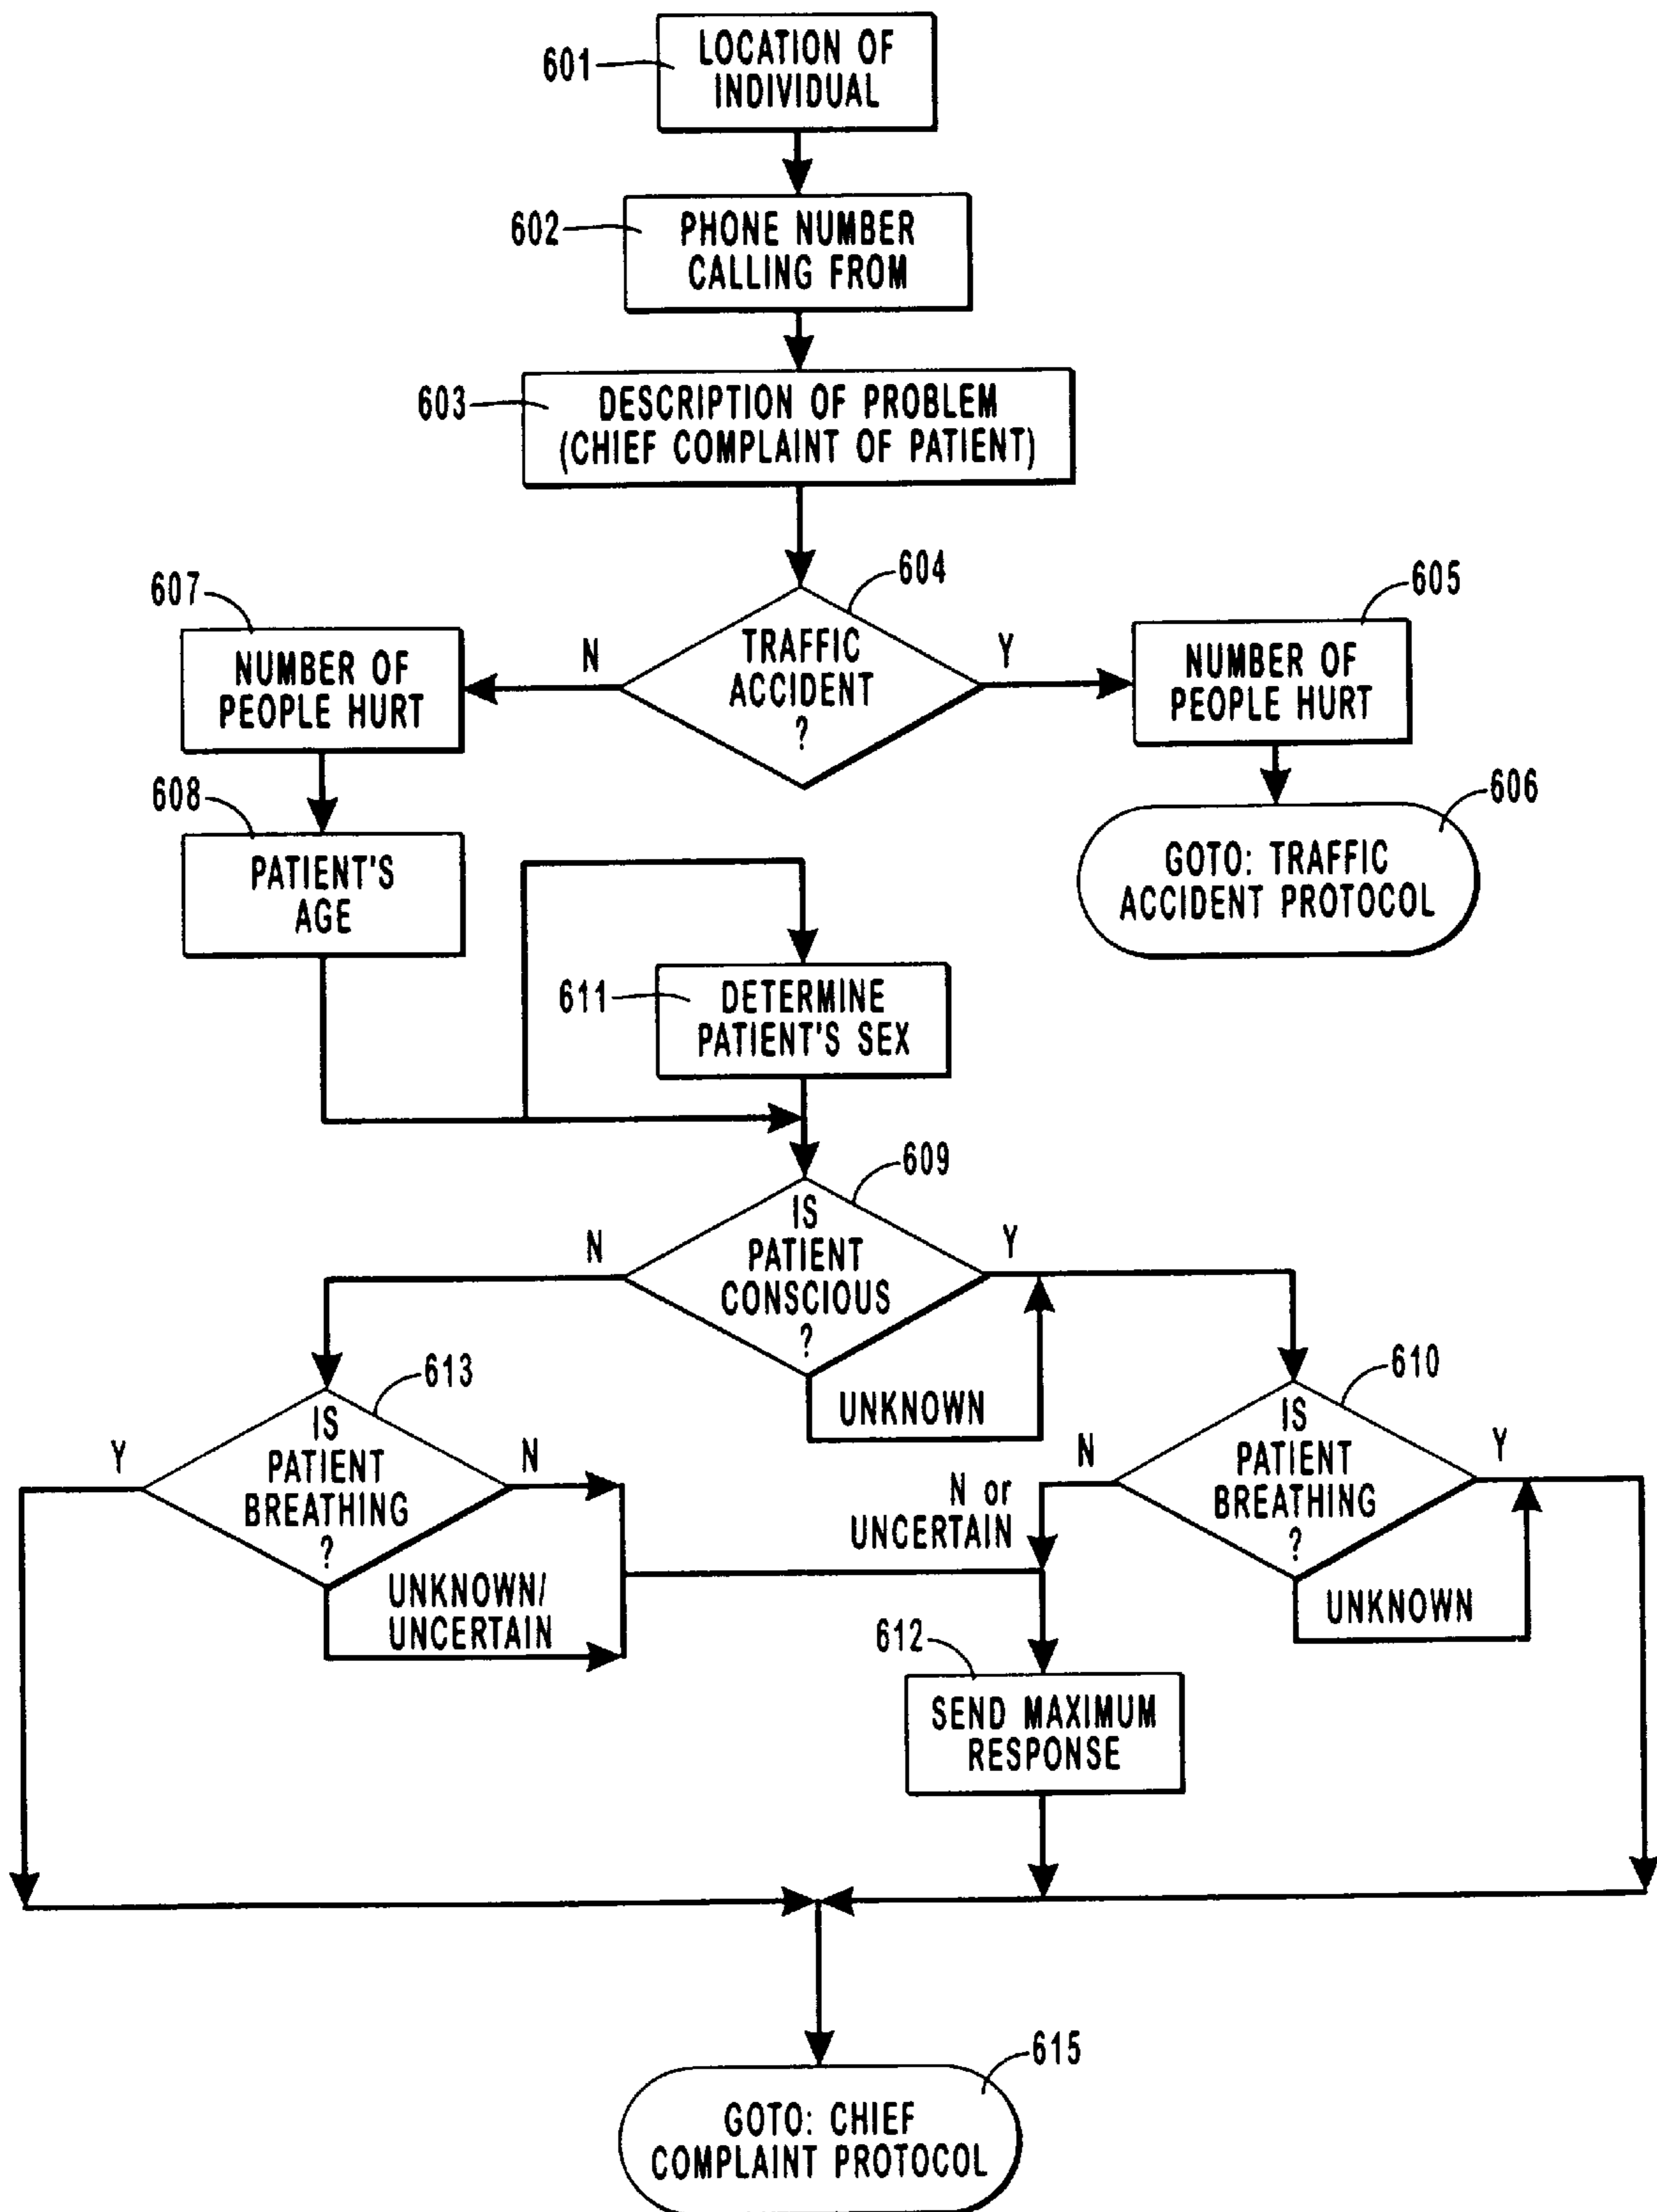 601
LOCATION OF
INDIVIDUAL
602
PHONE NUMBER
CALLING FROM
603
DESCRIPTION OF PROBLEM
(CHIEF COMPLAINT OF PATIENT)
604
TRAFFIC
ACCIDENT
?
N
Y
607
NUMBER OF
PEOPLE HURT
605
NUMBER OF
PEOPLE HURT
608
PATIENT'S
AGE
606
GOTO: TRAFFIC
ACCIDENT PROTOCOL
611
DETERMINE
PATIENT'S SEX
609
IS
PATIENT
CONSCIOUS
?
N
Y
UNKNOWN
613
IS
PATIENT
BREATHING
?
Y
N
UNKNOWN/
UNCERTAIN
610
IS
PATIENT
BREATHING
?
N
Y
N or
UNCERTAIN
UNKNOWN
612
SEND MAXIMUM
RESPONSE
615
GOTO: CHIEF
COMPLAINT PROTOCOL